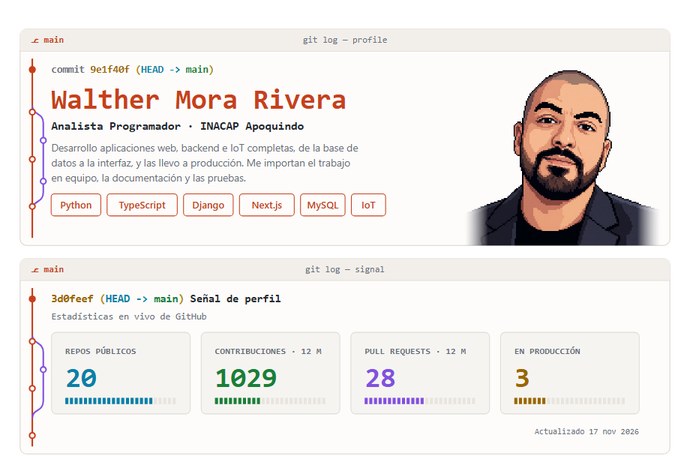 main
git log — profile
commit 9e1f40f (HEAD -> main)
Walther Mora Rivera
Analista Programador · INACAP Apoquindo
Desarrollo aplicaciones web, backend e IoT completas, de la base de
datos a la interfaz, y las llevo a producción. Me importan el trabajo
en equipo, la documentación y las pruebas.
Python TypeScript Django Next.js MySQL IoT
main
git log — signal
3d0feef (HEAD -> main) Señal de perfil
Estadísticas en vivo de GitHub
REPOS PÚBLICOS
20
CONTRIBUCIONES · 12 M
1029
PULL REQUESTS · 12 M
28
EN PRODUCCIÓN
3
Actualizado 17 nov 2026